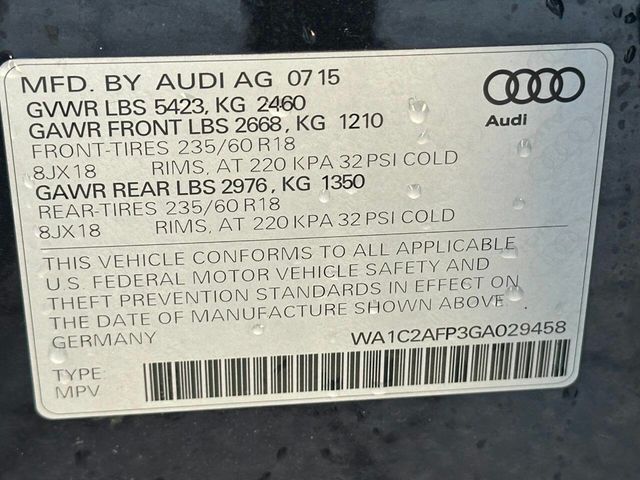 MFD. BY AUDI AG 07 15
GVWR LBS 5423, KG 2460
GAWR FRONT LBS 2668, KG 1210
FRONT-TIRES 235/60 R18
8JX18 RIMS, AT 220 KPA 32 PSI COLD
GAWR REAR LBS 2976, KG 1350
REAR-TIRES 235/60 R18
8JX18 RIMS, AT 220 KPA 32 PSI COLD
Audi
THIS VEHICLE CONFORMS TO ALL APPLICABLE
U.S. FEDERAL MOTOR VEHICLE SAFETY AND
THEFT PREVENTION STANDARDS IN EFFECT ON
THE DATE OF MANUFACTURE SHOWN ABOVE
GERMANY WA1C2AFP3GA029458
TYPE:
MPV